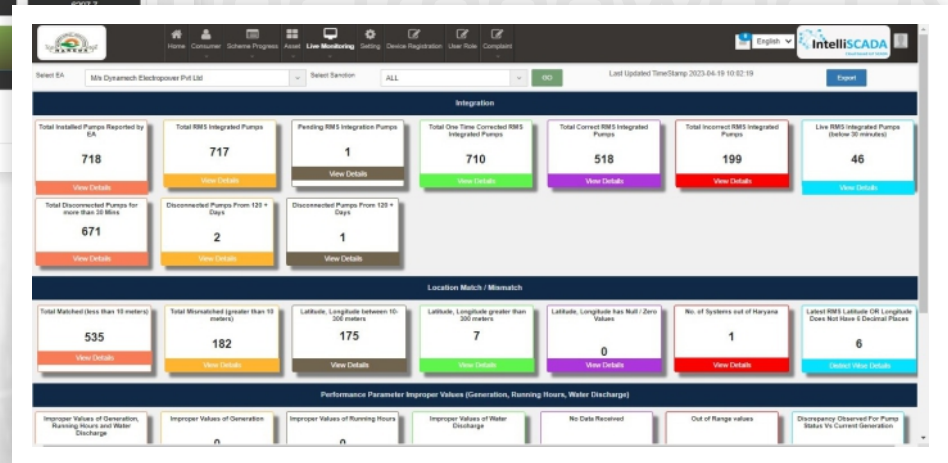 6207.7
HAREDA
Home Consumer Scheme Progress Asset Live Monitoring Setting Device Registration User Role Complaint
English
IntelliSCADA
Select EA
M/s Dynamech Electropower Pvt Ltd
Select Sanction
ALL
GO
Last Updated TimeStamp 2023-04-19 10:02:19
Export
Integration
Total Installed Pumps Reported by EA
718
View Details
Total RMS Integrated Pumps
717
View Details
Pending RMS Integration Pumps
1
View Details
Total One Time Corrected RMS Integrated Pumps
710
View Details
Total Correct RMS Integrated Pumps
518
View Details
Total Incorrect RMS Integrated Pumps
199
View Details
Live RMS Integrated Pumps (below 30 minutes)
46
View Details
Total Disconnected Pumps for more than 30 Mins
671
View Details
Disconnected Pumps From 120 + Days
2
View Details
Disconnected Pumps From 120 + Days
1
View Details
Location Match / Mismatch
Total Matched (less than 10 meters)
535
View Details
Total Mismatched (greater than 10 meters)
182
View Details
Latitude, Longitude between 10-200 meters
175
View Details
Latitude, Longitude greater than 200 meters
7
View Details
Latitude, Longitude has Null / Zero Values
0
View Details
No. of Systems out of Haryana
1
View Details
Latest RMS Latitude OR Longitude Does Not Have 6 Decimal Places
6
District Wise Details
Performance Parameter Improper Values (Generation, Running Hours, Water Discharge)
Improper Values of Generation, Running Hours and Water Discharge
Improper Values of Generation
0
Improper Values of Running Hours
0
Improper Values of Water Discharge
No Data Received
Out of Range values
Discrepancy Observed For Pump Status Vs Current Generation